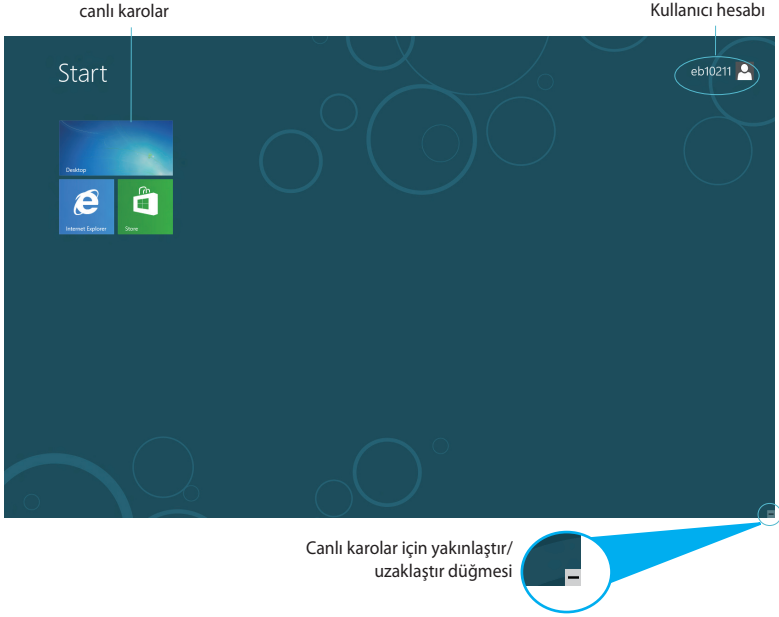 canlı karolar
Kullanıcı hesabı
Start
eb10211
Desktop
Internet Explorer
Store
Canlı karolar için yakınlaştır/
uzaklaştır düğmesi